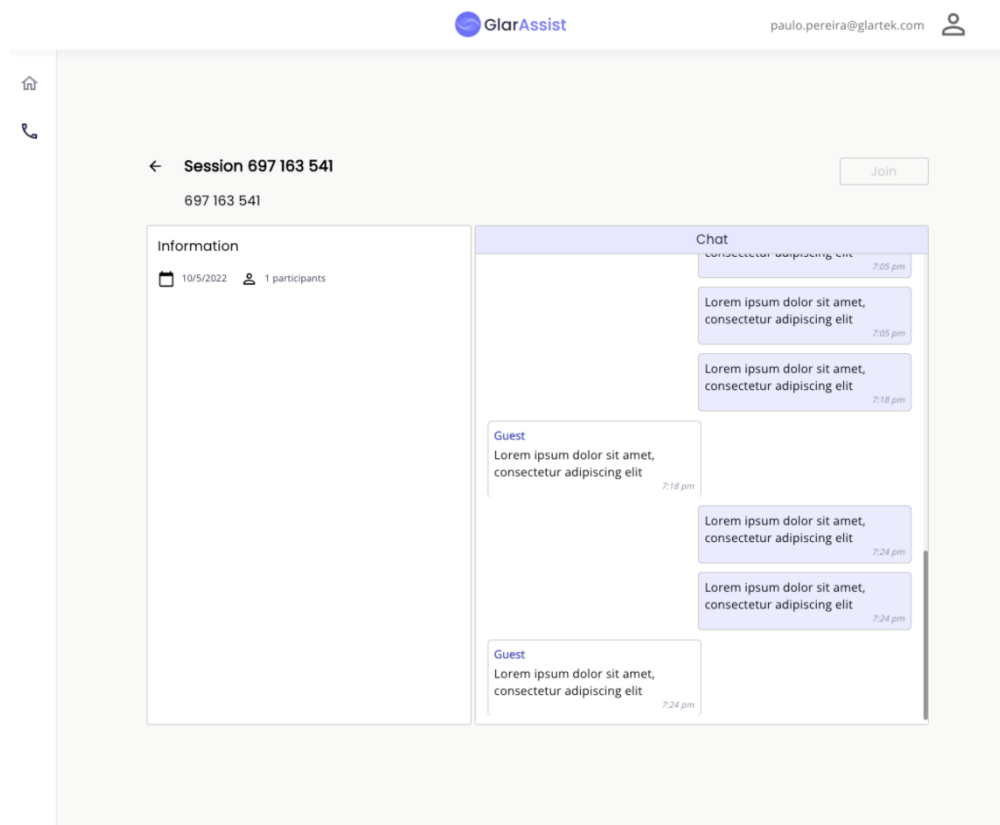 GlarAssist
paulo.pereira@glartek.com
Session 697 163 541
Join
697 163 541
Information
10/5/2022 1 participants
Chat
consectetur adipiscing elit
7:05 pm
Lorem ipsum dolor sit amet,
consectetur adipiscing elit
7:05 pm
Lorem ipsum dolor sit amet,
consectetur adipiscing elit
7:18 pm
Guest
Lorem ipsum dolor sit amet,
consectetur adipiscing elit
7:18 pm
Lorem ipsum dolor sit amet,
consectetur adipiscing elit
7:24 pm
Lorem ipsum dolor sit amet,
consectetur adipiscing elit
7:24 pm
Guest
Lorem ipsum dolor sit amet,
consectetur adipiscing elit
7:24 pm